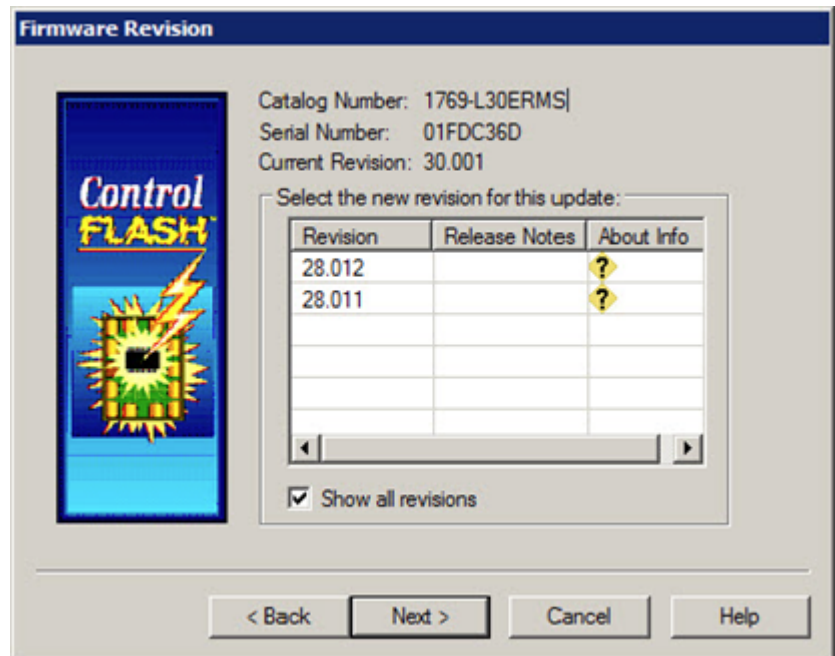 Firmware Revision
Control
FLASH
Catalog Number: 1769-L30ERMS
Serial Number: 01FDC36D
Current Revision: 30.001
Select the new revision for this update:
Revision Release Notes About Info
28.012 ?
28.011 ?
Show all revisions
< Back Next > Cancel Help